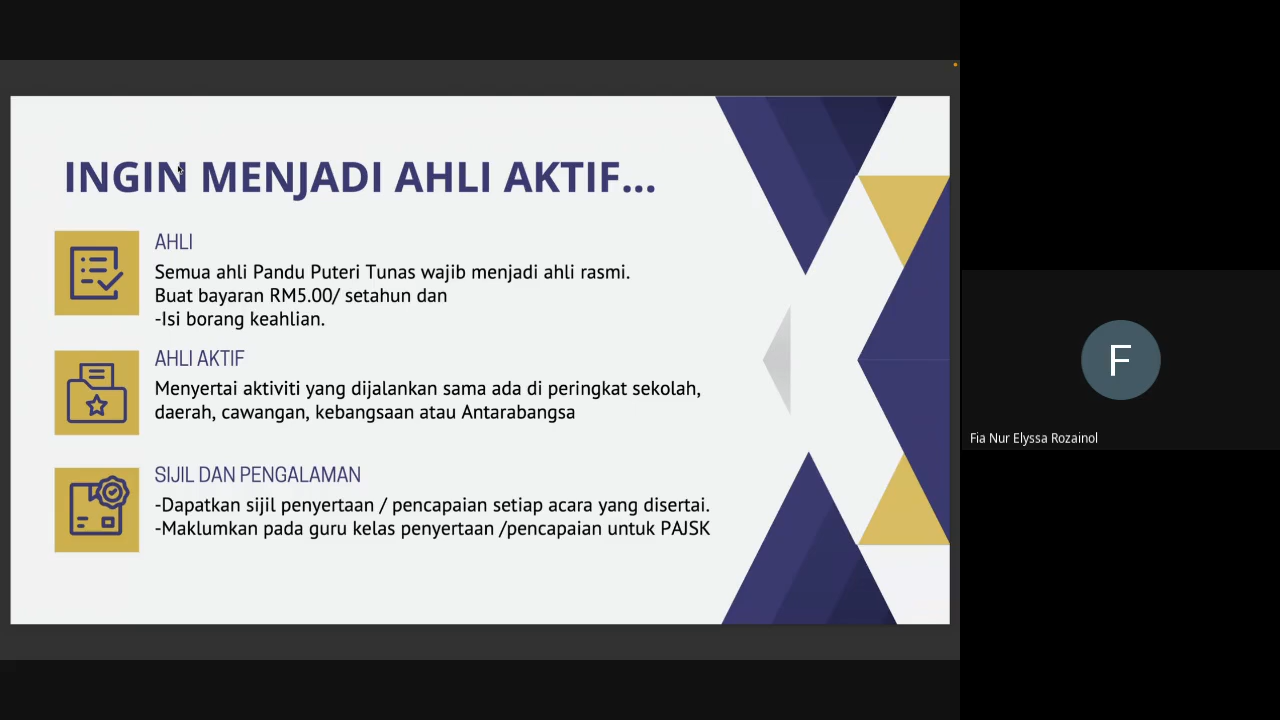 INGIN MENJADI AHLI AKTIF...
AHLI
Semua ahli Pandu Puteri Tunas wajib menjadi ahli rasmi.
Buat bayaran RM5.00/ setahun dan
-Isi borang keahlian.
AHLI AKTIF
Menyertai aktiviti yang dijalankan sama ada di peringkat sekolah,
daerah, cawangan, kebangsaan atau Antarabangsa
SIJIL DAN PENGALAMAN
-Dapatkan sijil penyertaan / pencapaian setiap acara yang disertai.
-Maklumkan pada guru kelas penyertaan /pencapaian untuk PAJSK
F
Fia Nur Elyssa Rozainol